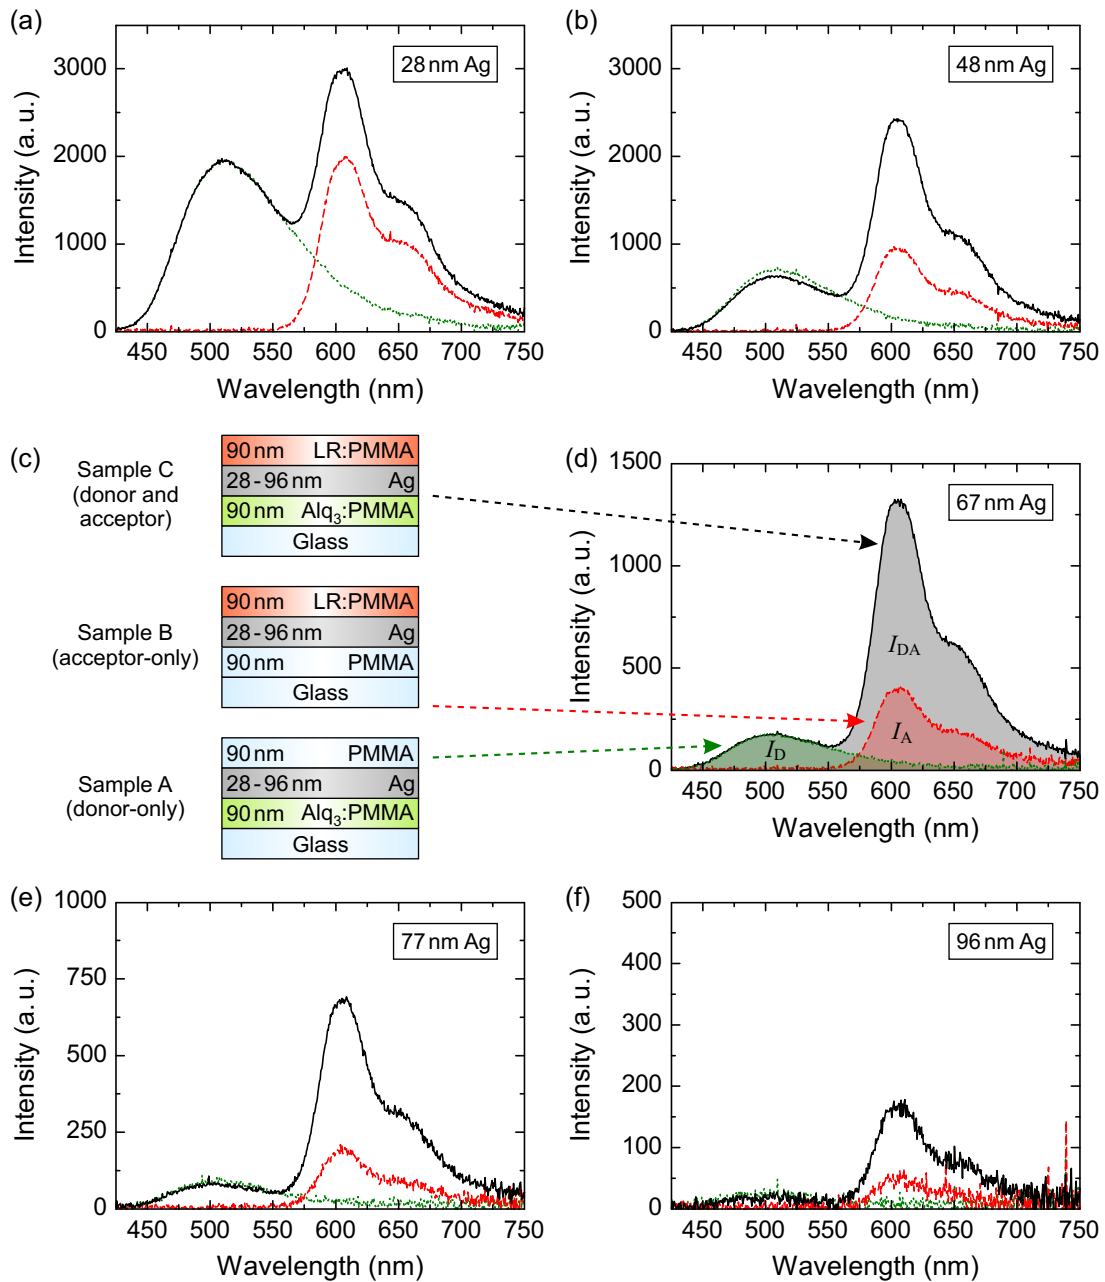 (a)
28 nm Ag
3000
2000
1000
0
Intensity (a. u.)
450 500 550 600 650 700 750
Wavelength (nm)
(b)
48 nm Ag
3000
2000
1000
0
Intensity (a. u.)
450 500 550 600 650 700 750
Wavelength (nm)
(c)
Sample C
(donor and
acceptor)
90 nm LR:PMMA
28 - 96 nm Ag
90 nm Alq3:PMMA
Glass
Sample B
(acceptor-only)
90 nm LR:PMMA
28 - 96 nm Ag
90 nm PMMA
Glass
Sample A
(donor-only)
90 nm PMMA
28 - 96 nm Ag
90 nm Alq3:PMMA
Glass
(d)
67 nm Ag
1500
1000
500
0
Intensity (a. u.)
IDA
IA
ID
450 500 550 600 650 700 750
Wavelength (nm)
(e)
77 nm Ag
1000
750
500
250
0
Intensity (a. u.)
450 500 550 600 650 700 750
Wavelength (nm)
(f)
96 nm Ag
500
400
300
200
100
0
Intensity (a. u.)
450 500 550 600 650 700 750
Wavelength (nm)